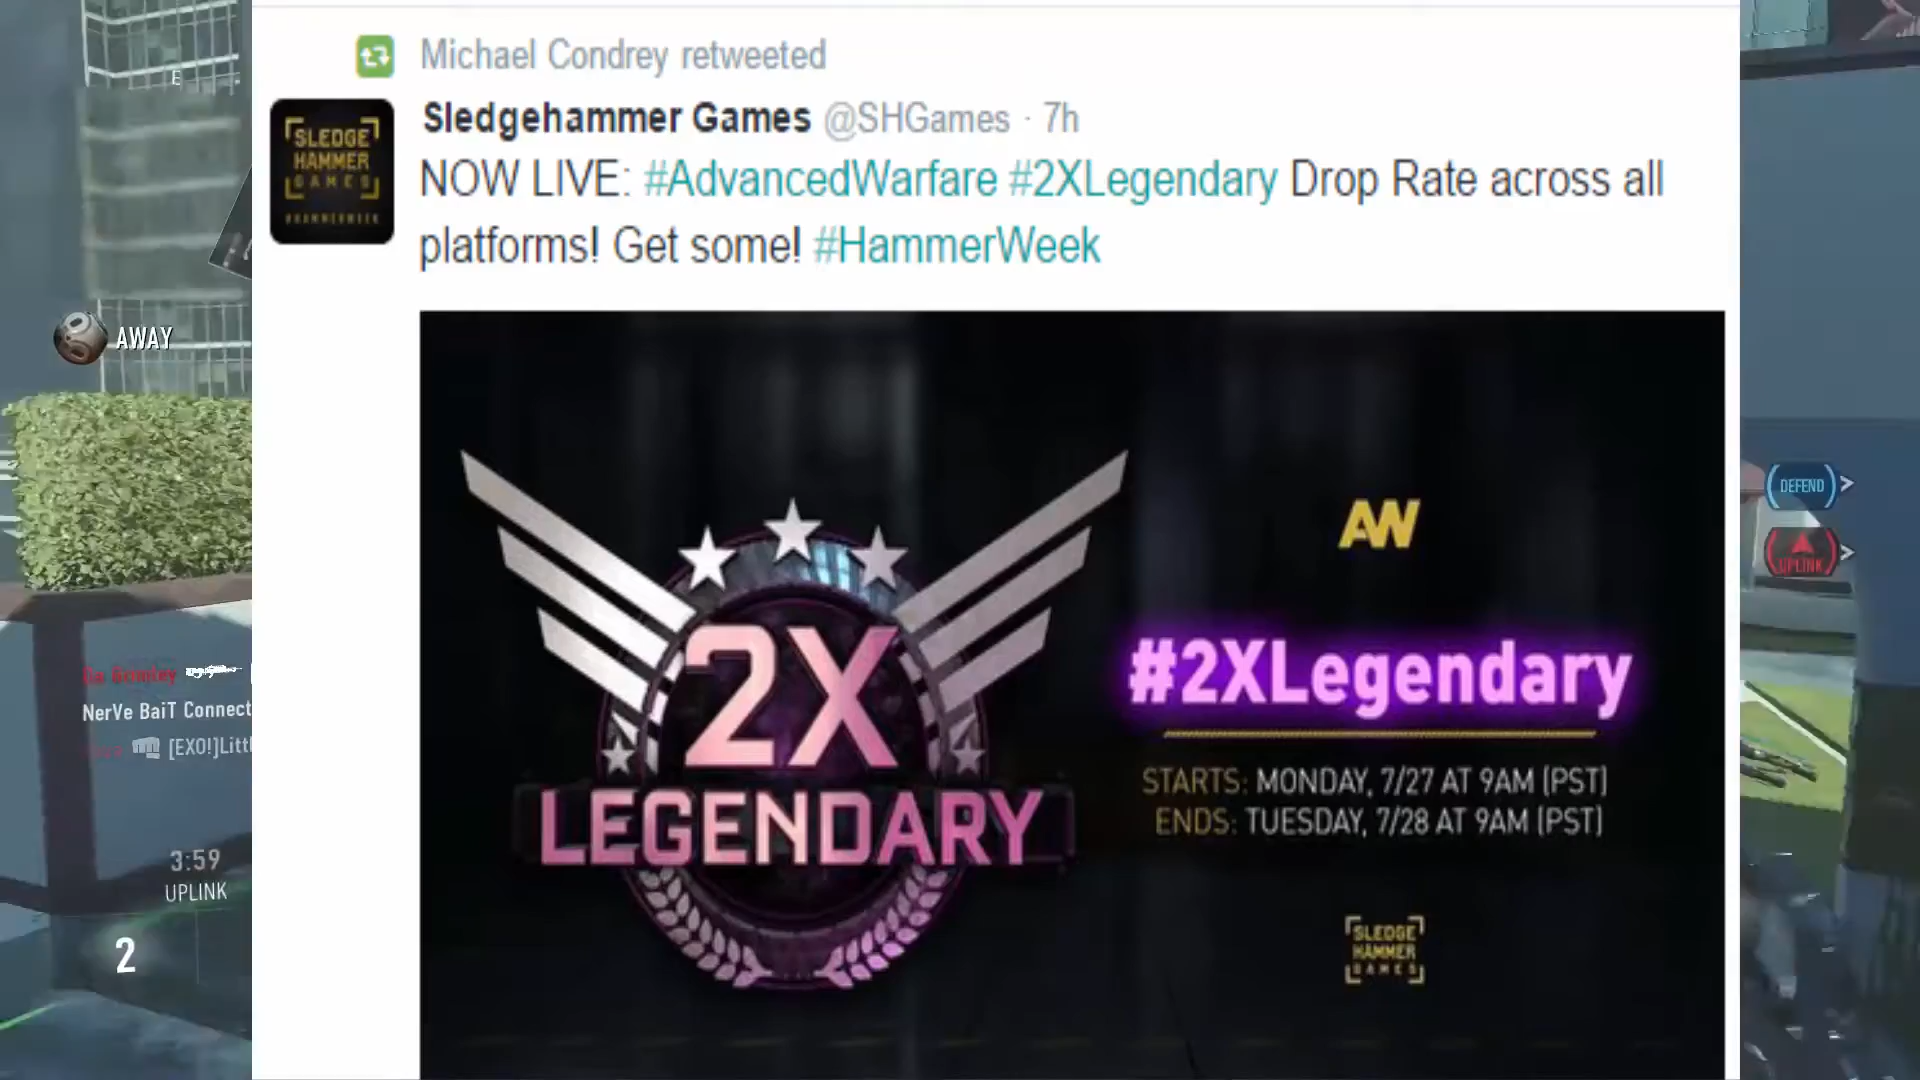 Michael Condrey retweeted
Sledgehammer Games @SHGames · 7h
NOW LIVE: #AdvancedWarfare #2XLegendary Drop Rate across all
platforms! Get some! #HammerWeek
SLEDGE
HAMMER
GAMES
#HAMMERWEEK
E
AWAY
DEFEND
UPLINK
AW
2X
LEGENDARY
#2XLegendary
STARTS: MONDAY, 7/27 AT 9AM (PST)
ENDS: TUESDAY, 7/28 AT 9AM (PST)
SLEDGE
HAMMER
GAMES
NerVe BaiT Connect
[EXO!]Littl
3:59
UPLINK
2